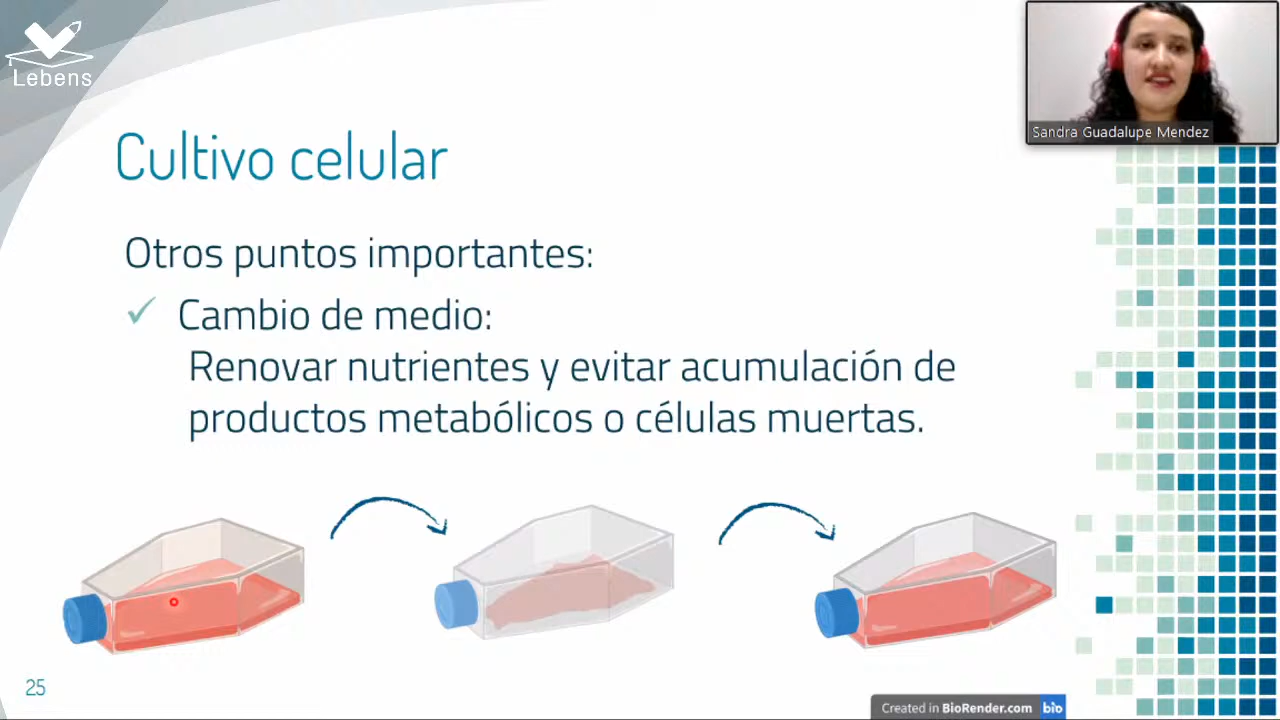 Lebens
Sandra Guadalupe Mendez
Cultivo celular
Otros puntos importantes:
✓ Cambio de medio:
Renovar nutrientes y evitar acumulación de
productos metabólicos o células muertas.
25
Created in BioRender.com bio